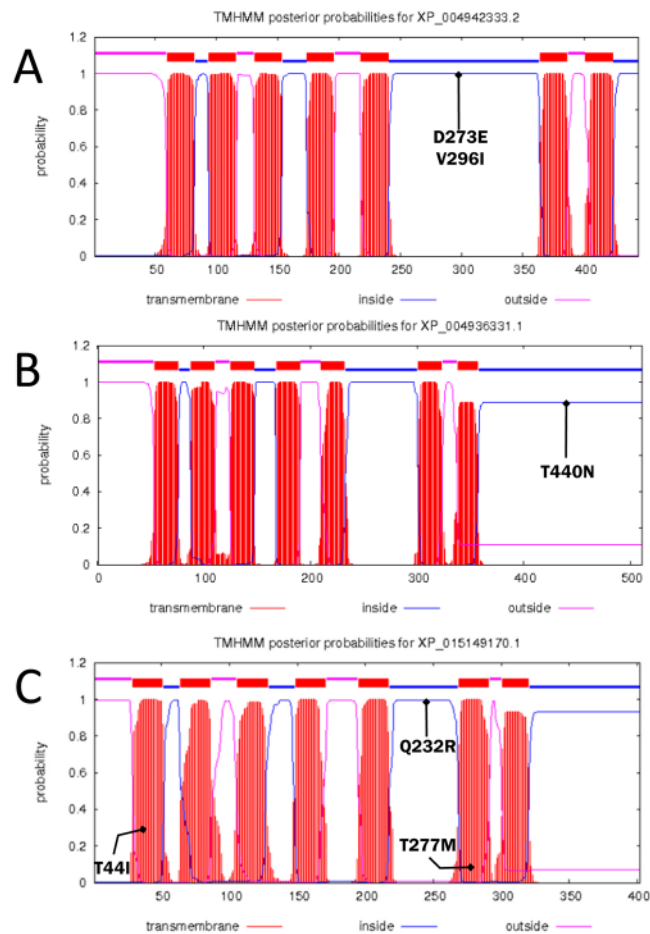 A
TMHMM posterior probabilities for XP_004942333.2
probability
1.2
1
0.8
0.6
0.4
0.2
0
D273E
V296I
50 100 150 200 250 300 350 400
transmembrane inside outside
B
TMHMM posterior probabilities for XP_004936331.1
probability
1.2
1
0.8
0.6
0.4
0.2
0
T440N
0 100 200 300 400 500
transmembrane inside outside
C
TMHMM posterior probabilities for XP_015149170.1
probability
1.2
1
0.8
0.6
0.4
0.2
0
Q232R
T44I
T277M
50 100 150 200 250 300 350 400
transmembrane inside outside